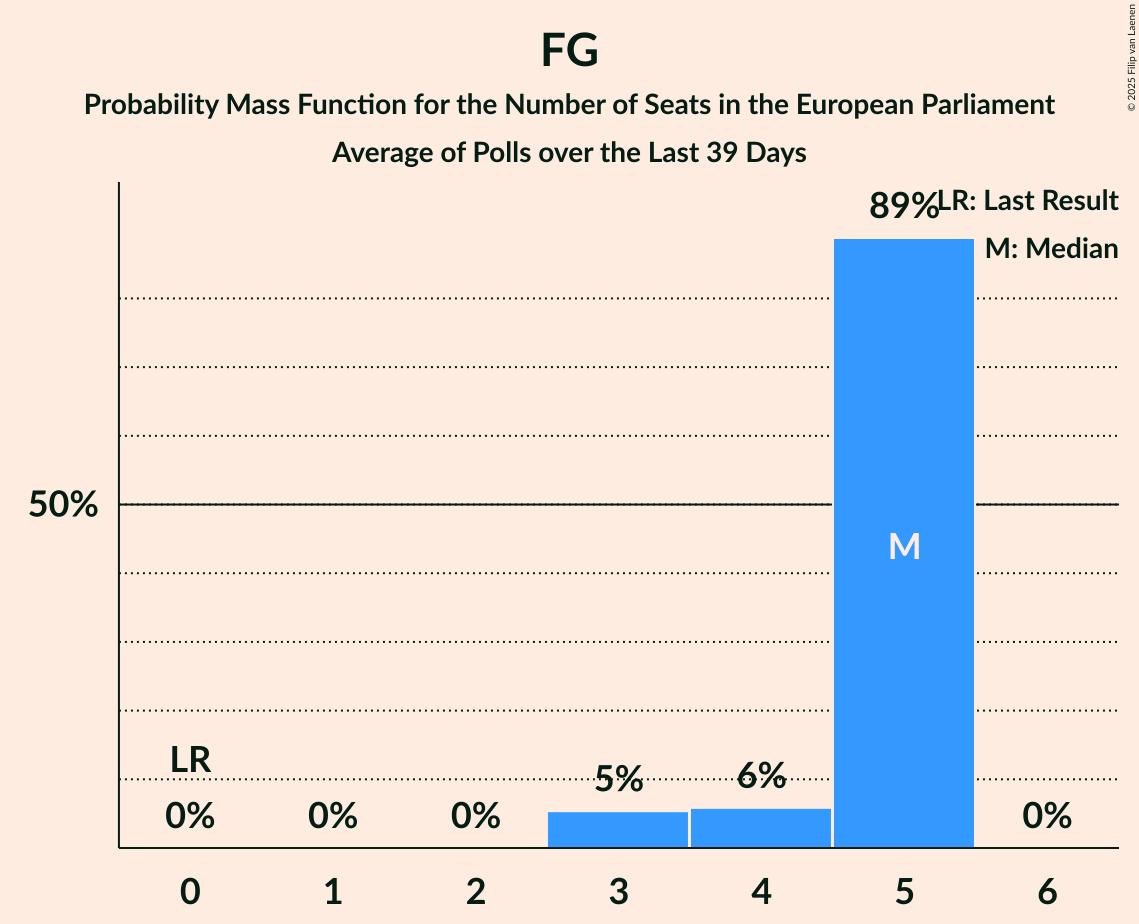 FG
Probability Mass Function for the Number of Seats in the European Parliament
Average of Polls over the Last 39 Days
© 2025 Filip van Laenen
LR: Last Result
M: Median
89%
50%
M
LR
0%
0%
0%
5%
6%
0%
0 1 2 3 4 5 6